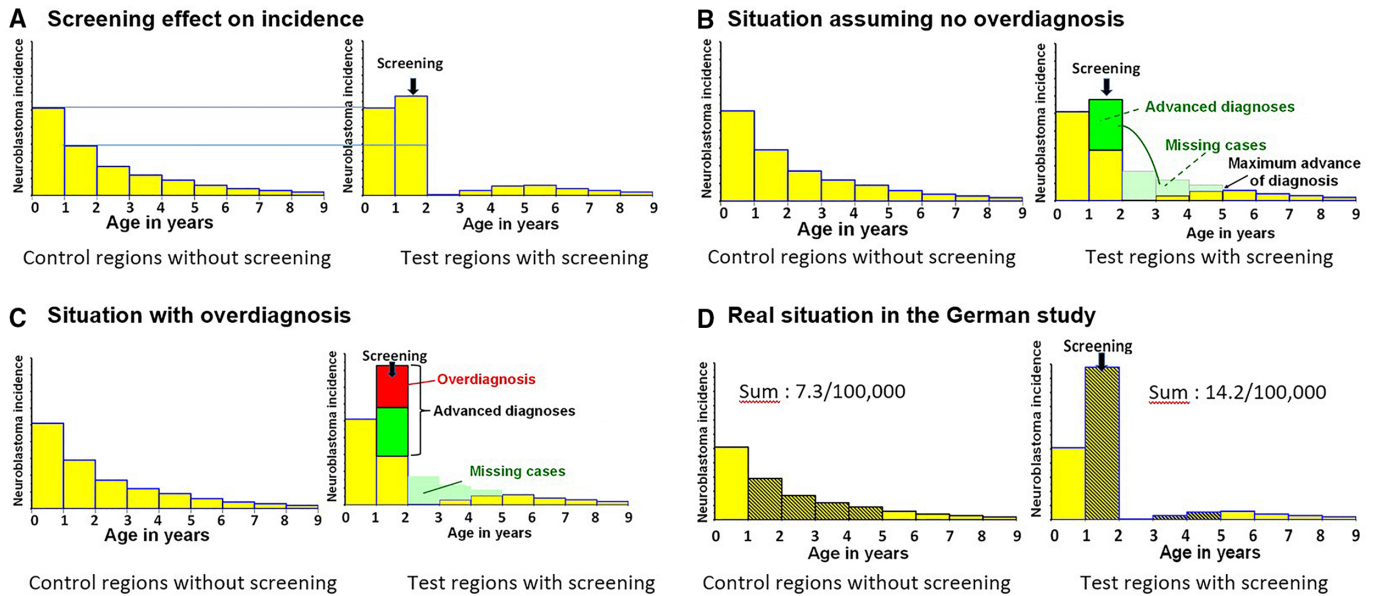 A Screening effect on incidence
Neuroblastoma incidence
0 1 2 3 4 5 6 7 8 9
Age in years
Control regions without screening
Neuroblastoma incidence
Screening
0 1 2 3 4 5 6 7 8 9
Age in years
Test regions with screening
B Situation assuming no overdiagnosis
Neuroblastoma incidence
0 1 2 3 4 5 6 7 8 9
Age in years
Control regions without screening
Neuroblastoma incidence
Screening
Advanced diagnoses
Missing cases
Maximum advance
of diagnosis
0 1 2 3 4 5 6 7 8 9
Age in years
Test regions with screening
C Situation with overdiagnosis
Neuroblastoma incidence
0 1 2 3 4 5 6 7 8 9
Age in years
Control regions without screening
Neuroblastoma incidence
Screening
Overdiagnosis
Advanced diagnoses
Missing cases
0 1 2 3 4 5 6 7 8 9
Age in years
Test regions with screening
D Real situation in the German study
Neuroblastoma incidence
Sum : 7.3/100,000
0 1 2 3 4 5 6 7 8 9
Age in years
Control regions without screening
Neuroblastoma incidence
Screening
Sum : 14.2/100,000
0 1 2 3 4 5 6 7 8 9
Age in years
Test regions with screening